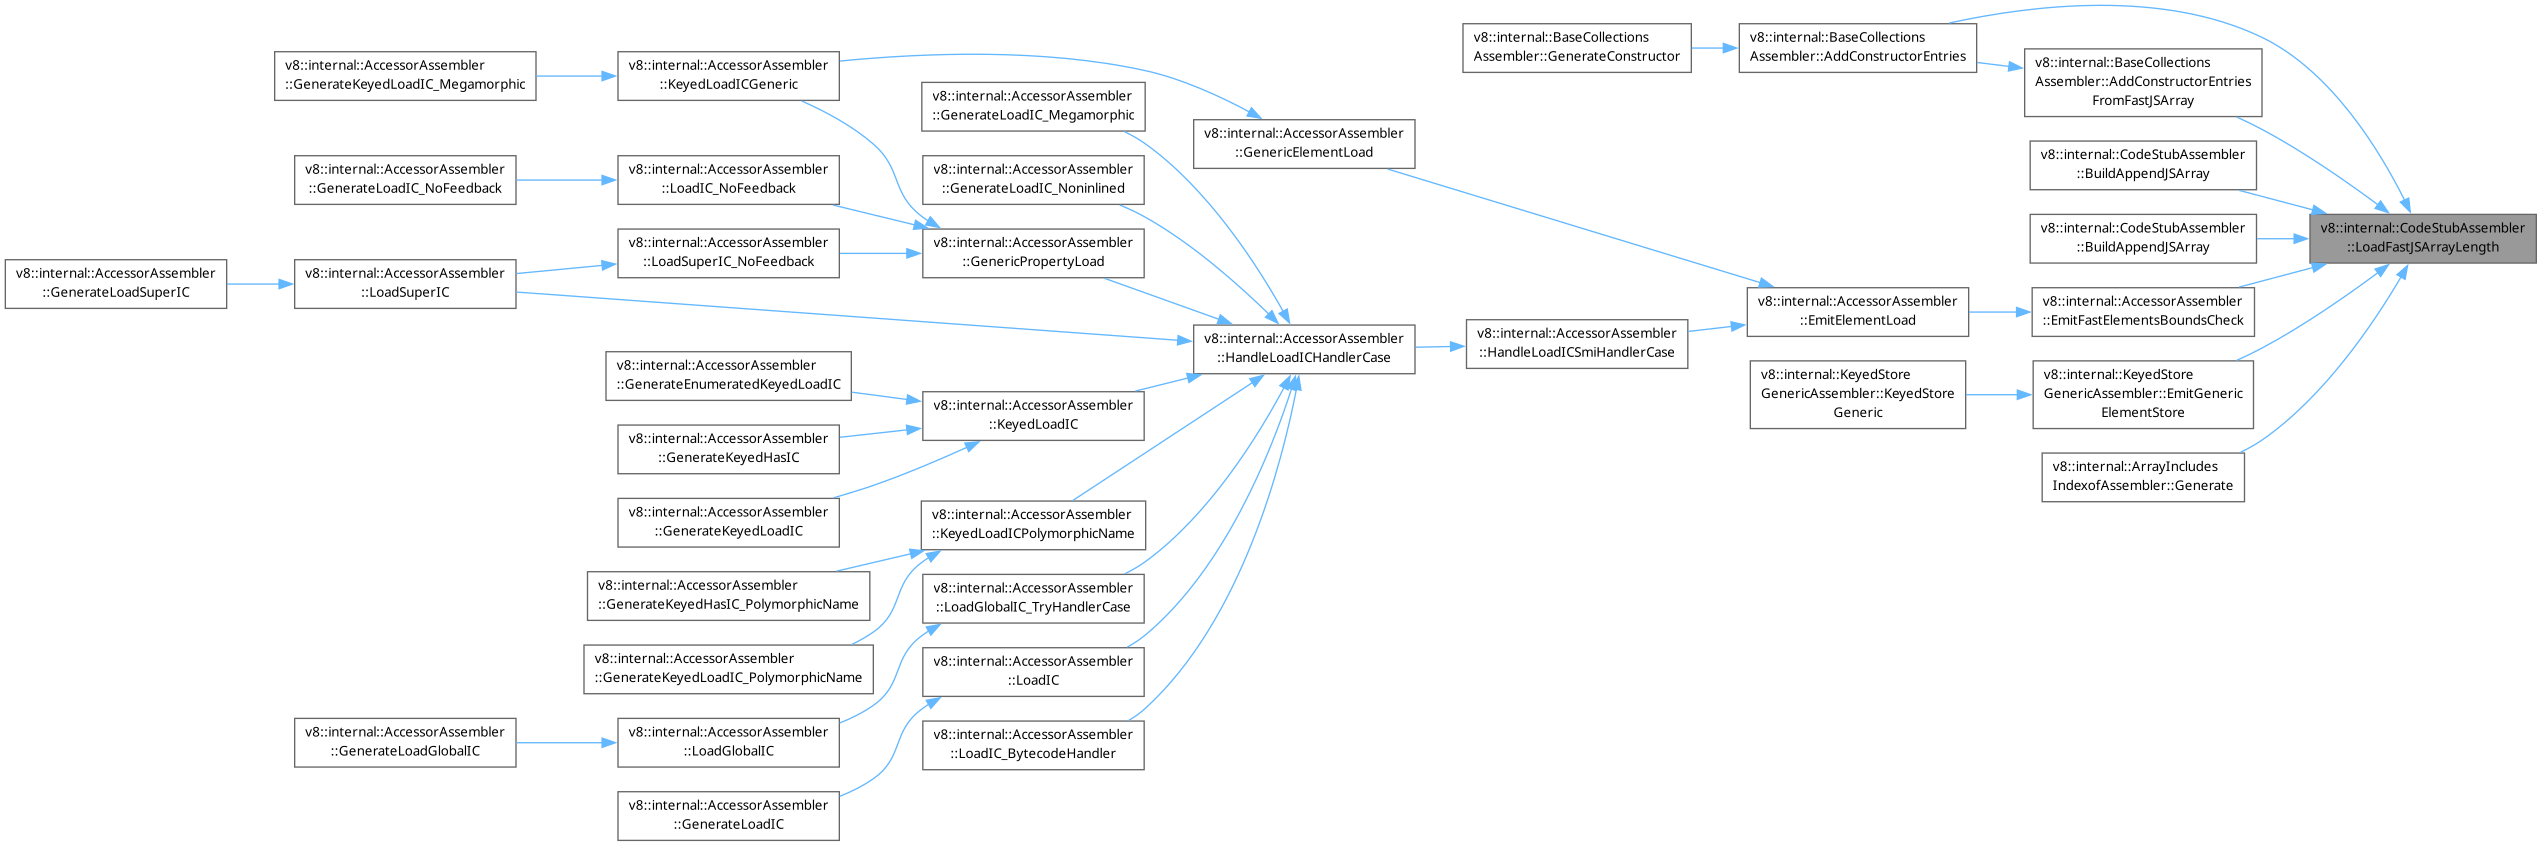 v8::internal::BaseCollections
Assembler::GenerateConstructor
v8::internal::BaseCollections
Assembler::AddConstructorEntries
v8::internal::BaseCollections
Assembler::AddConstructorEntries
FromFastJSArray
v8::internal::AccessorAssembler
::GenerateKeyedLoadIC_Megamorphic
v8::internal::AccessorAssembler
::KeyedLoadICGeneric
v8::internal::AccessorAssembler
::GenerateLoadIC_Megamorphic
v8::internal::AccessorAssembler
::GenericElementLoad
v8::internal::CodeStubAssembler
::BuildAppendJSArray
v8::internal::AccessorAssembler
::GenerateLoadIC_NoFeedback
v8::internal::AccessorAssembler
::LoadIC_NoFeedback
v8::internal::AccessorAssembler
::GenerateLoadIC_Noninlined
v8::internal::CodeStubAssembler
::BuildAppendJSArray
v8::internal::CodeStubAssembler
::LoadFastJSArrayLength
v8::internal::AccessorAssembler
::LoadSuperIC_NoFeedback
v8::internal::AccessorAssembler
::GenericPropertyLoad
v8::internal::AccessorAssembler
::GenerateLoadSuperIC
v8::internal::AccessorAssembler
::LoadSuperIC
v8::internal::AccessorAssembler
::EmitElementLoad
v8::internal::AccessorAssembler
::EmitFastElementsBoundsCheck
v8::internal::AccessorAssembler
::HandleLoadICHandlerCase
v8::internal::AccessorAssembler
::HandleLoadICSmiHandlerCase
v8::internal::AccessorAssembler
::GenerateEnumeratedKeyedLoadIC
v8::internal::AccessorAssembler
::KeyedLoadIC
v8::internal::KeyedStore
GenericAssembler::KeyedStore
Generic
v8::internal::KeyedStore
GenericAssembler::EmitGeneric
ElementStore
v8::internal::AccessorAssembler
::GenerateKeyedHasIC
v8::internal::ArrayIncludes
IndexofAssembler::Generate
v8::internal::AccessorAssembler
::GenerateKeyedLoadIC
v8::internal::AccessorAssembler
::KeyedLoadICPolymorphicName
v8::internal::AccessorAssembler
::GenerateKeyedHasIC_PolymorphicName
v8::internal::AccessorAssembler
::LoadGlobalIC_TryHandlerCase
v8::internal::AccessorAssembler
::GenerateKeyedLoadIC_PolymorphicName
v8::internal::AccessorAssembler
::LoadIC
v8::internal::AccessorAssembler
::GenerateLoadGlobalIC
v8::internal::AccessorAssembler
::LoadGlobalIC
v8::internal::AccessorAssembler
::LoadIC_BytecodeHandler
v8::internal::AccessorAssembler
::GenerateLoadIC